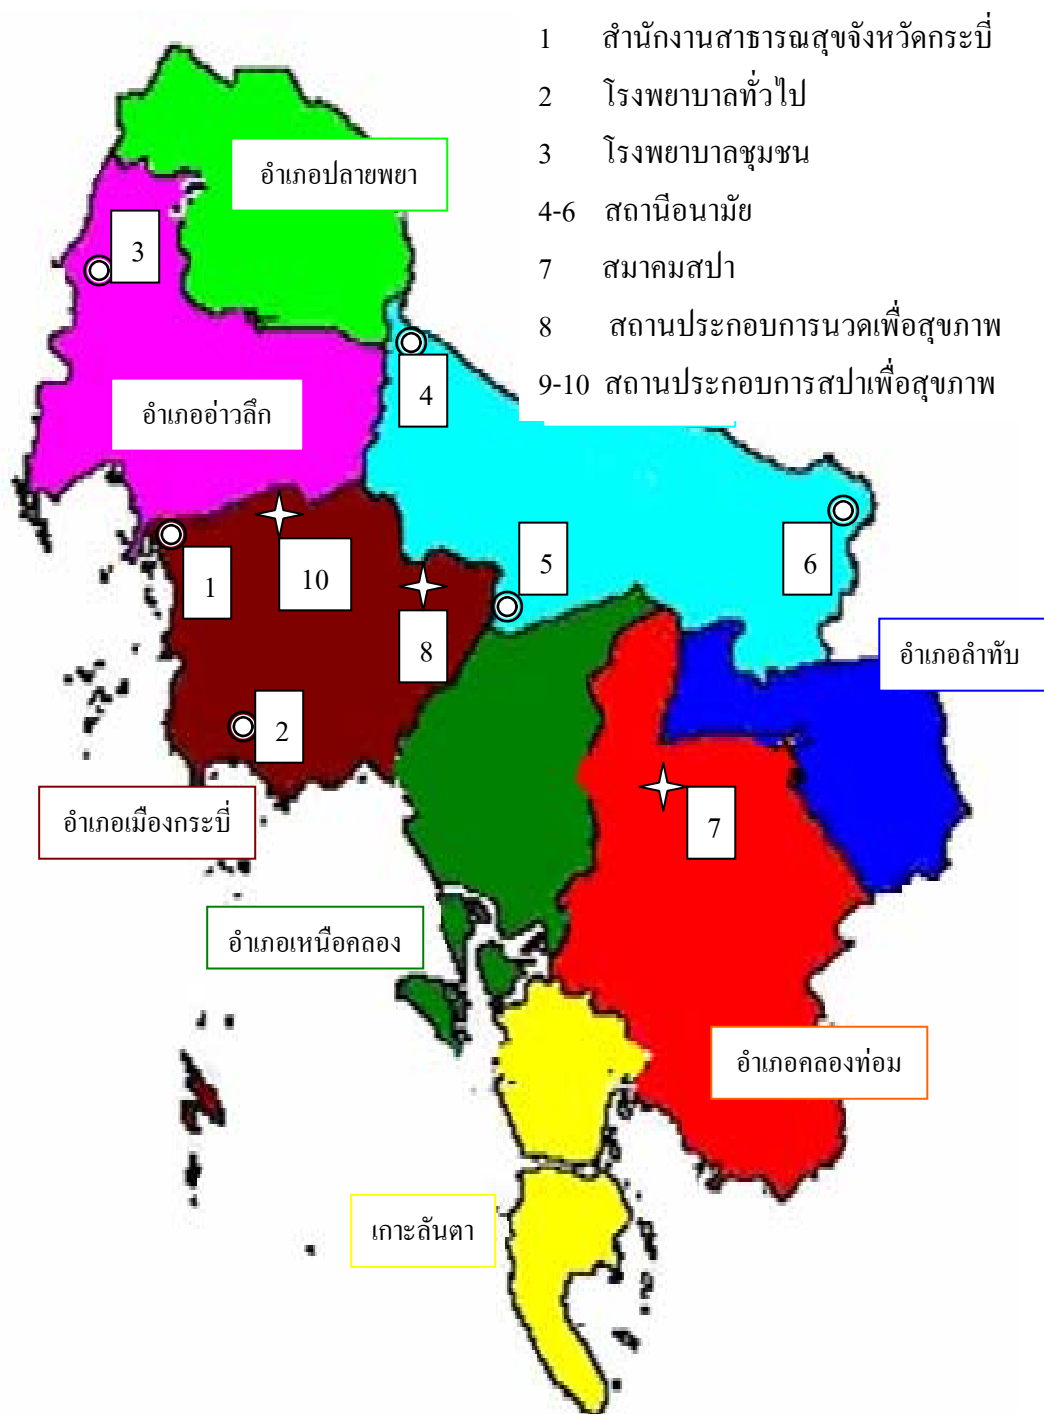 1 สำนักงานสาธารณสุขจังหวัดกระบี่
2 โรงพยาบาลทั่วไป
3 โรงพยาบาลชุมชน
4-6 สถานีอนามัย
7 สมาคมสปา
8 สถานประกอบการนวดเพื่อสุขภาพ
9-10 สถานประกอบการสปาเพื่อสุขภาพ
อำเภอปลายพยา
3
4
อำเภออ่าวลึก
1
10
5
6
8
อำเภอลำทับ
2
7
อำเภอเมืองกระบี่
อำเภอเหนือคลอง
อำเภอคลองท่อม
เกาะลันตา